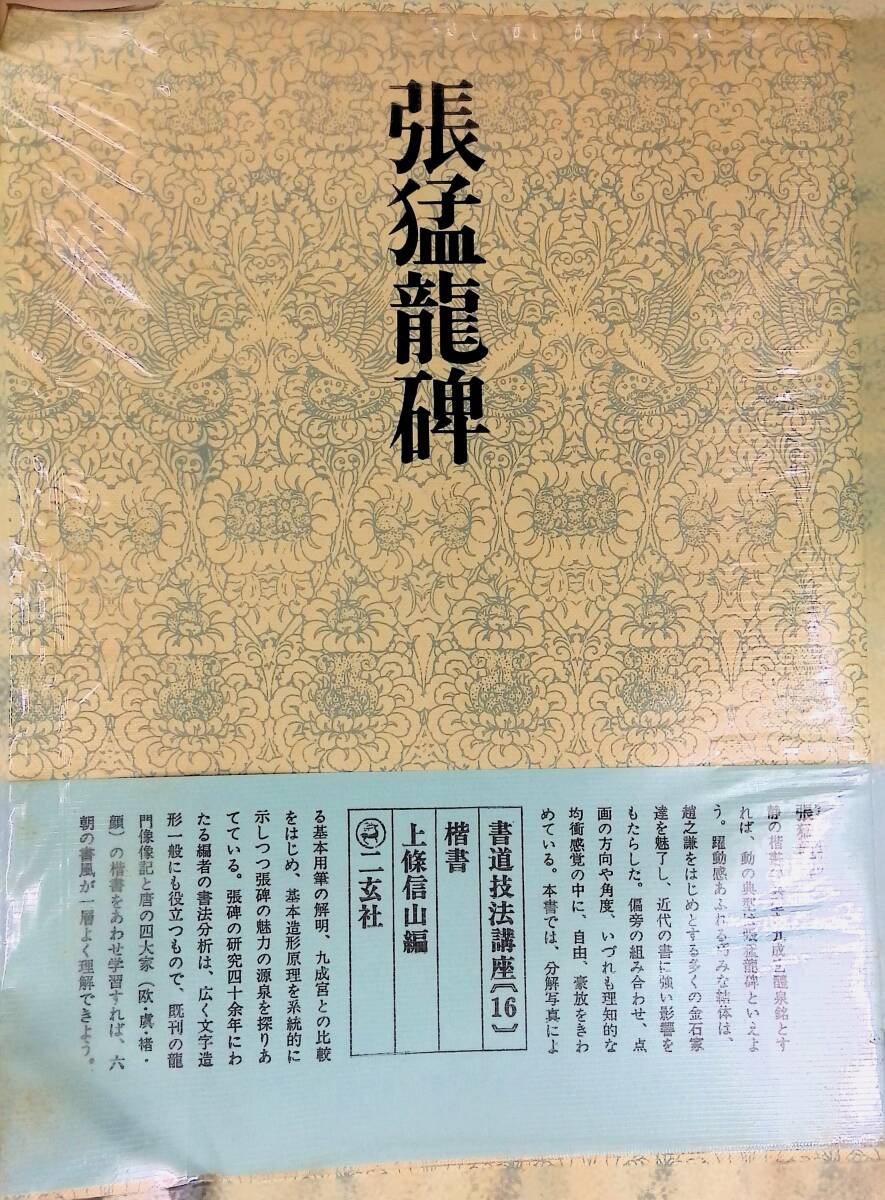 張猛龍碑
張猛
静の楷書の 九成宮醴泉銘とす
れば、動の典型は張猛龍碑といえよ
う。躍動感あふれる巧みな結体は、
趙之謙をはじめとする多くの金石家
達を魅了し、近代の書に強い影響を
もたらした。偏旁の組み合わせ、点
画の方向や角度、いづれも理知的な
均衡感覚の中に、自由、豪放をきわ
めている。本書では、分解写真によ
書道技法講座〔16〕
楷書
上條信山編
二玄社
る基本用筆の解明、九成宮との比較
をはじめ、基本造形原理を系統的に
示しつつ張碑の魅力の源泉を探りあ
てている。張碑の研究四十余年にわ
たる編者の書法分析は、広く文字造
形一般にも役立つもので、既刊の龍
門像像記と唐の四大家(欧・虞・褚・
顔)の楷書をあわせ学習すれば、六
朝の書風が一層よく理解できよう。